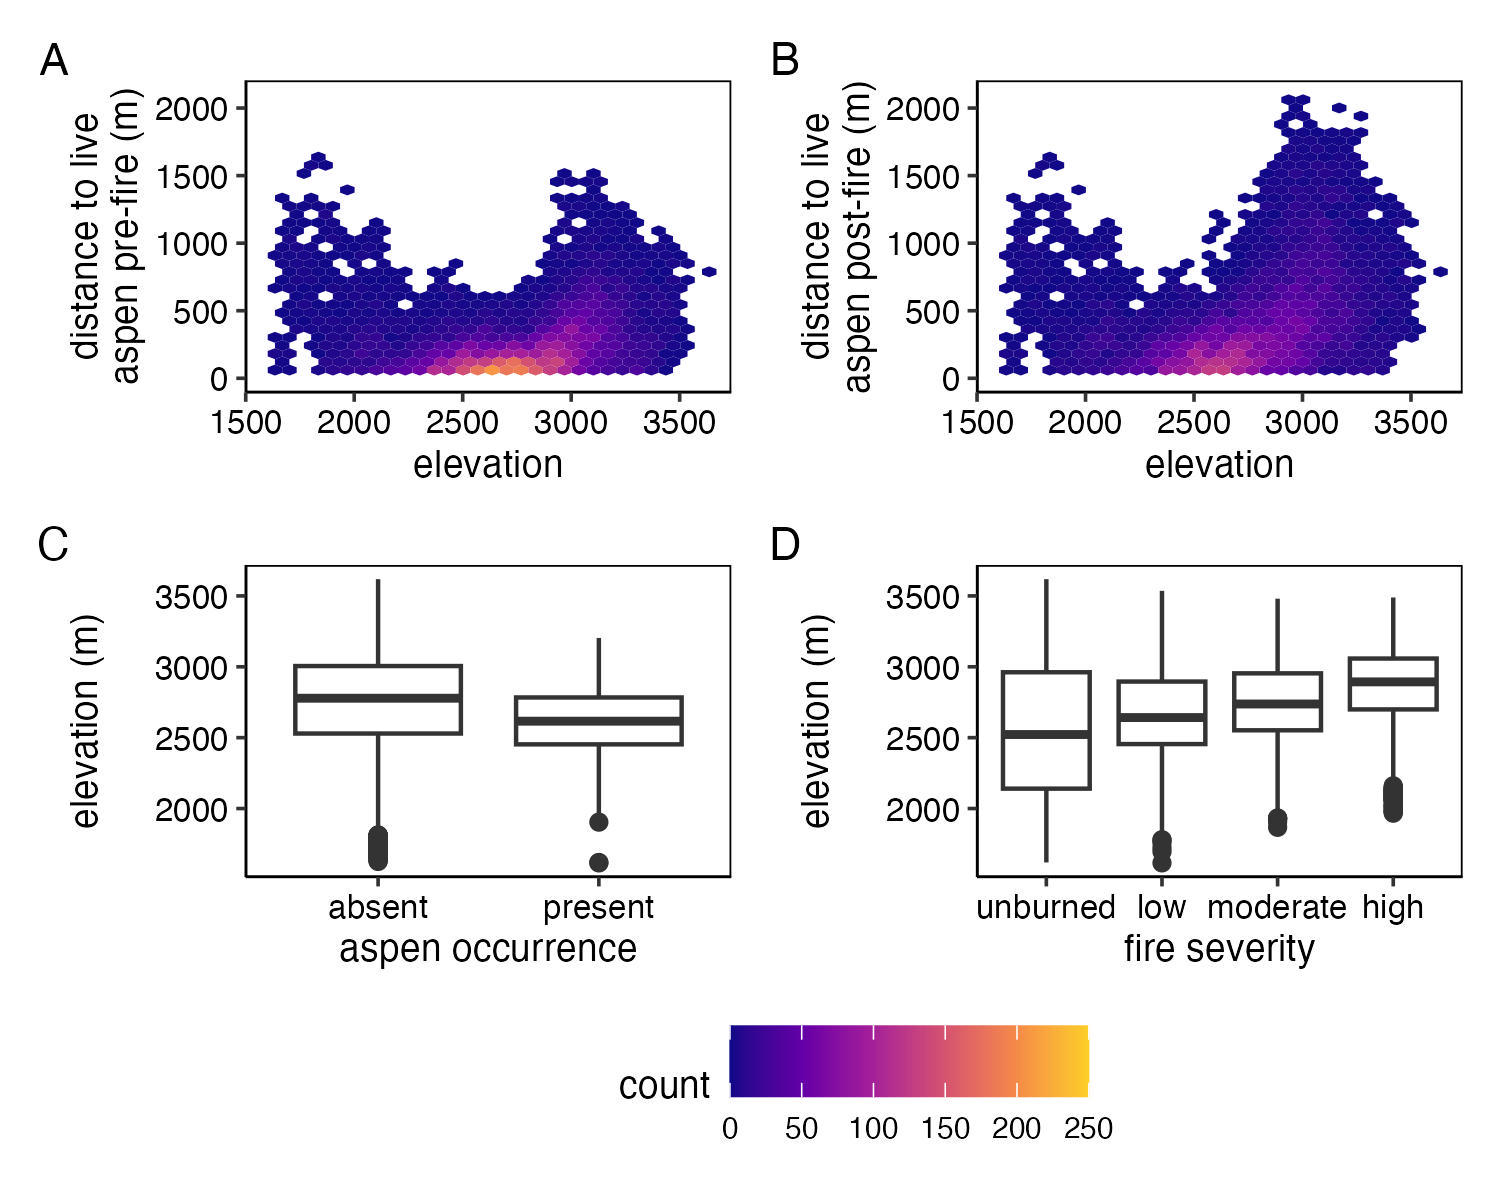 A
distance to live
aspen pre-fire (m)
2000
1500
1000
500
0
1500 2000 2500 3000 3500
elevation
B
distance to live
aspen post-fire (m)
2000
1500
1000
500
0
1500 2000 2500 3000 3500
elevation
C
elevation (m)
3500
3000
2500
2000
absent present
aspen occurrence
D
elevation (m)
3500
3000
2500
2000
unburned low moderate high
fire severity
count
0 50 100 150 200 250